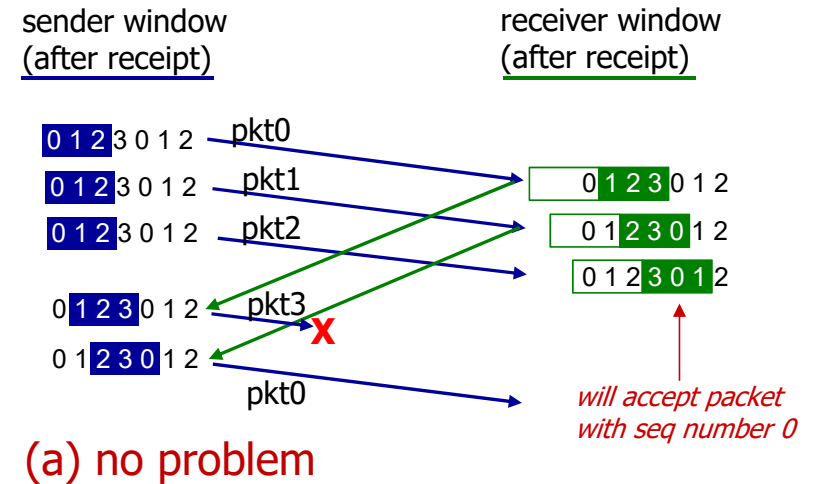 sender window
(after receipt)
receiver window
(after receipt)
0 1 2 3 0 1 2
pkt0
0 1 2 3 0 1 2
pkt1
0 1 2 3 0 1 2
0 1 2 3 0 1 2
pkt2
0 1 2 3 0 1 2
0 1 2 3 0 1 2
0 1 2 3 0 1 2
pkt3
X
0 1 2 3 0 1 2
pkt0
will accept packet
with seq number 0
(a) no problem